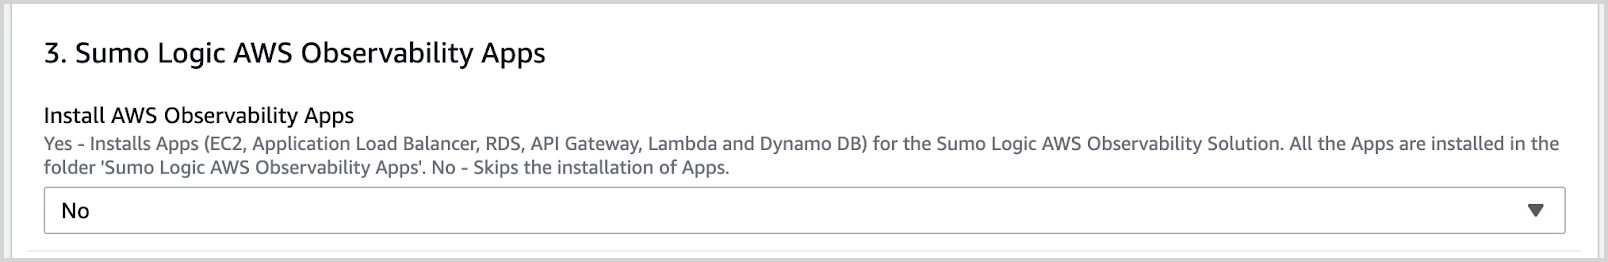 3. Sumo Logic AWS Observability Apps
Install AWS Observability Apps
Yes - Installs Apps (EC2, Application Load Balancer, RDS, API Gateway, Lambda and Dynamo DB) for the Sumo Logic AWS Observability Solution. All the Apps are installed in the
folder 'Sumo Logic AWS Observability Apps'. No - Skips the installation of Apps.
No